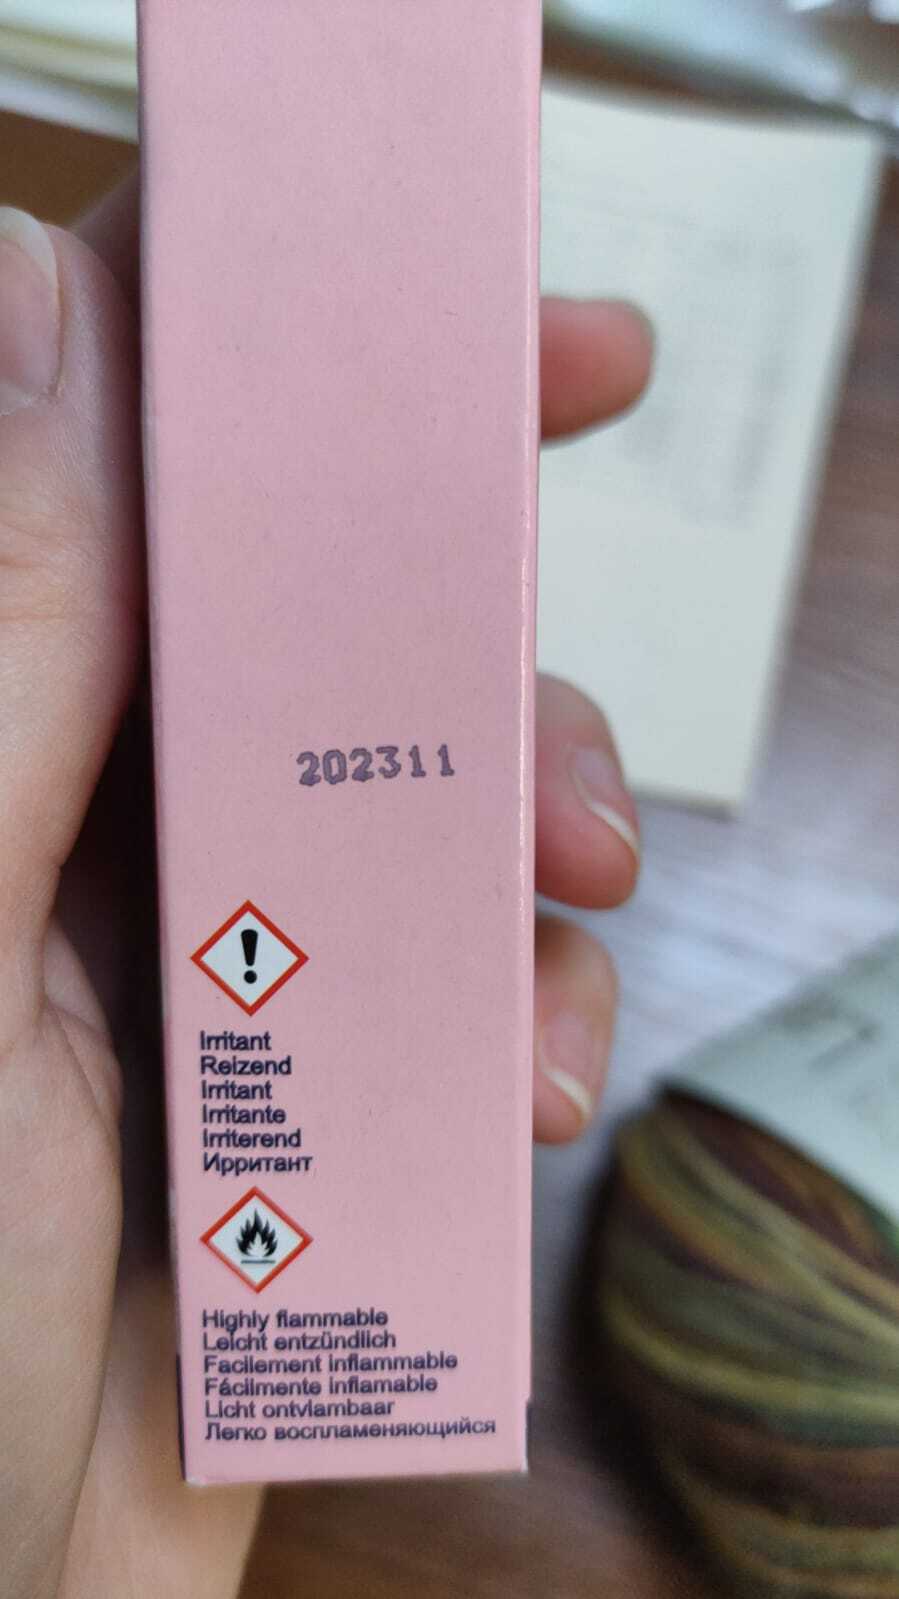 202311
Irritant
Reizend
Irritant
Irritante
Irriterend
Ирритант
Highly flammable
Leicht entzündlich
Facilement inflammable
Fácilmente inflamable
Licht ontvlambaar
Легко воспламеняющийся